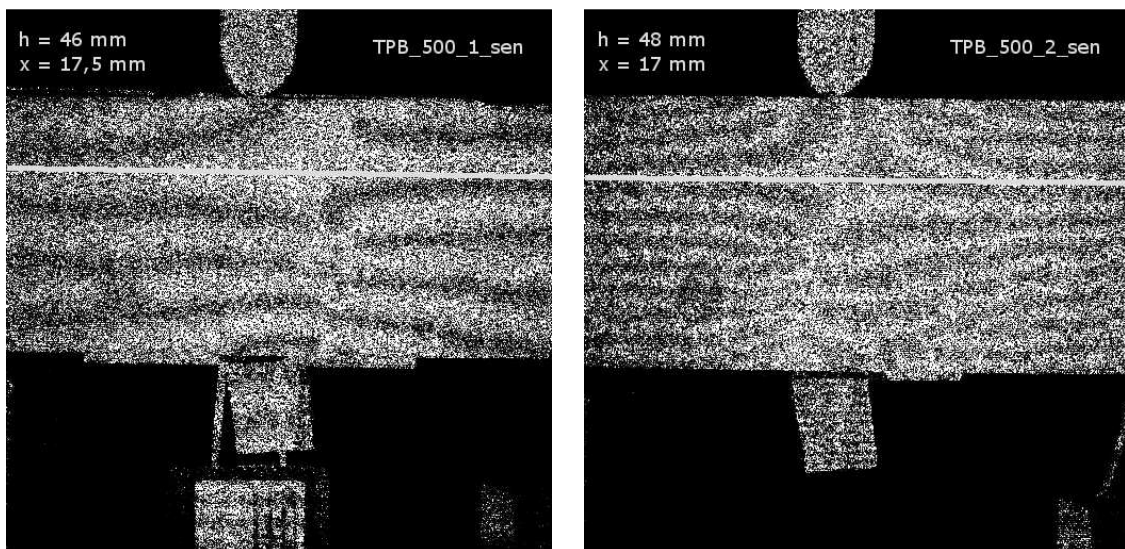 h = 46 mm
x = 17,5 mm
TPB_500_1_sen
h = 48 mm
x = 17 mm
TPB_500_2_sen